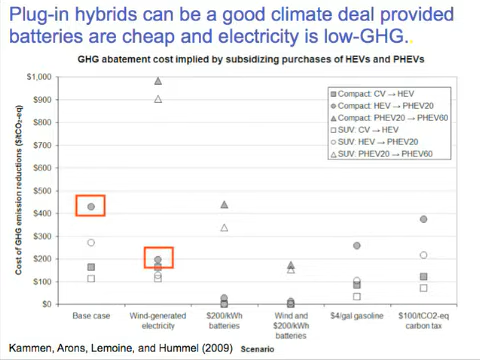 Plug-in hybrids can be a good climate deal provided
batteries are cheap and electricity is low-GHG.
GHG abatement cost implied by subsidizing purchases of HEVs and PHEVs
Cost of GHG emission reductions ($/tCO2-eq)
$1,000
$900
$800
$700
$600
$500
$400
$300
$200
$100
$0
Compact: CV → HEV
Compact: HEV → PHEV20
Compact: PHEV20 → PHEV60
SUV: CV → HEV
SUV: HEV → PHEV20
SUV: PHEV20 → PHEV60
Base case
Wind-generated
electricity
$200/kWh
batteries
Wind and
$200/kWh
batteries
$4/gal gasoline
$100/tCO2-eq
carbon tax
Kammen, Arons, Lemoine, and Hummel (2009)
Scenario